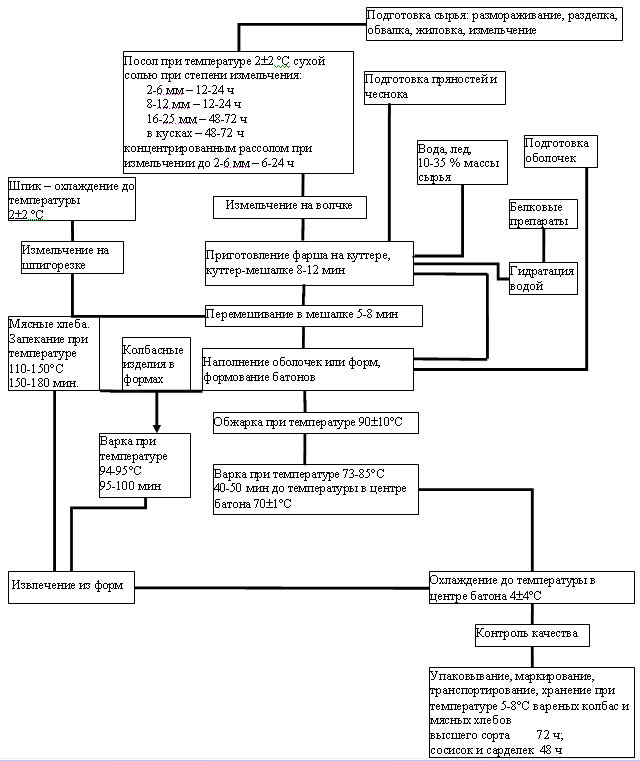 Подготовка сырья: размораживание, разделка,
обвалка, жиловка, измельчение
Посол при температуре 2±2 °С сухой
солью при степени измельчения:
2-6 мм – 12-24 ч
8-12 мм – 12-24 ч
16-25 мм – 48-72 ч
в кусках – 48-72 ч
концентрированным рассолом при
измельчении до 2-6 мм – 6-24 ч
Подготовка пряностей и
чеснока
Вода, лед,
10-35 % массы
сырья
Подготовка
оболочек
Шпик – охлаждение до
температуры
2±2 °С
Измельчение на волчке
Белковые
препараты
Измельчение на
шпигорезке
Приготовление фарша на куттере,
куттер-мешалке 8-12 мин
Гидратация
водой
Перемешивание в мешалке 5-8 мин
Мясные хлеба.
Запекание при
температуре
110-150°С
150-180 мин.
Колбасные
изделия в
формах
Наполнение оболочек или форм,
формование батонов
Обжарка при температуре 90±10°С
Варка при
температуре
94-95°С
95-100 мин
Варка при температуре 73-85°С
40-50 мин до температуры в центре
батона 70±1°С
Извлечение из форм
Охлаждение до температуры в
центре батона 4±4°С
Контроль качества
Упаковывание, маркирование,
транспортирование, хранение при
температуре 5-8°С вареных колбас и
мясных хлебов
высшего сорта 72 ч;
сосисок и сарделек 48 ч